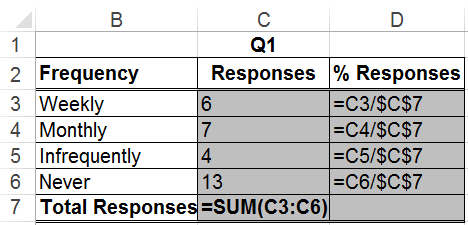 B C D
1 Q1
2 Frequency Responses % Responses
3 Weekly 6 =C3/$C$7
4 Monthly 7 =C4/$C$7
5 Infrequently 4 =C5/$C$7
6 Never 13 =C6/$C$7
7 Total Responses =SUM(C3:C6)